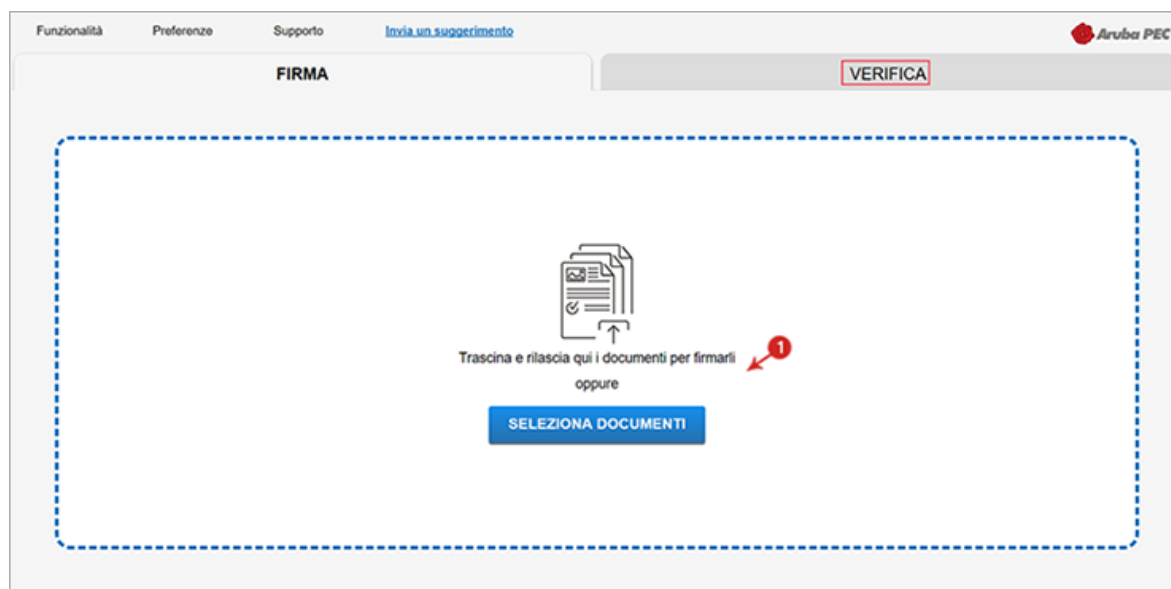 Funzionalità Preferenze Supporto Invia un suggerimento Aruba PEC
FIRMA VERIFICA
Trascina e rilascia qui i documenti per firmarli
1
oppure
SELEZIONA DOCUMENTI